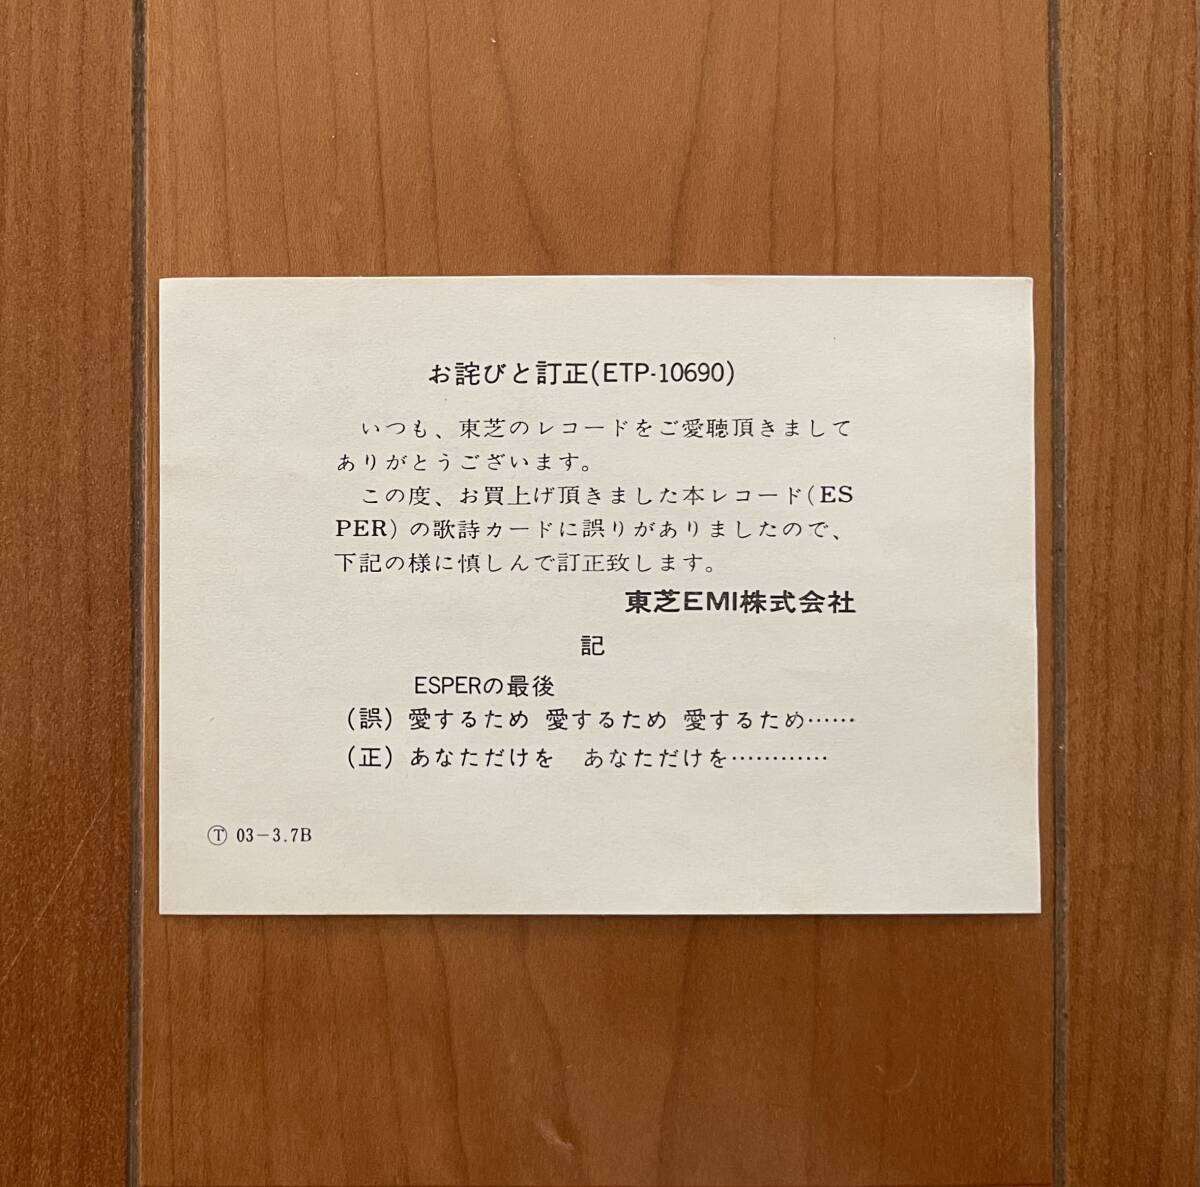 お詫びと訂正(ETP-10690)
いつも、東芝のレコードをご愛聴頂きまして
ありがとうございます。
この度、お買上げ頂きました本レコード(ES
PER)の歌詩カードに誤りがありましたので、
下記の様に慎しんで訂正致します。
東芝EMI株式会社
記
ESPERの最後
(誤)愛するため 愛するため 愛するため……
(正)あなただけを　あなただけを…………
Ⓣ 03-3.7B